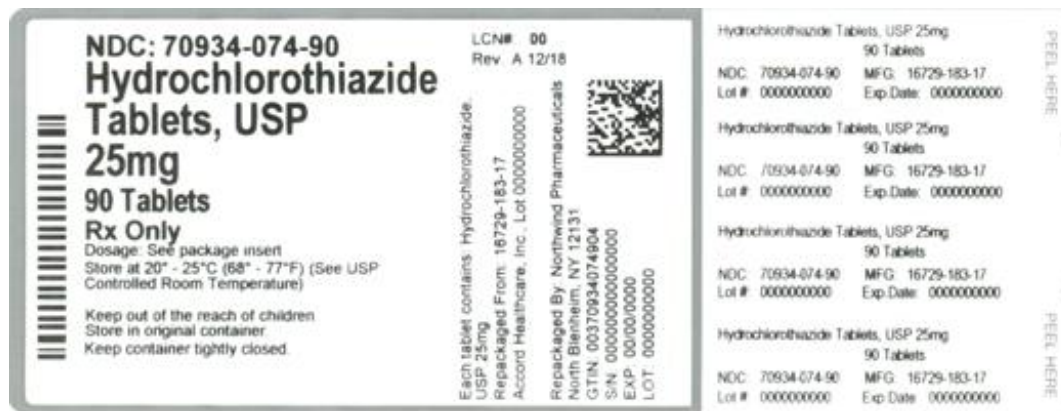 NDC: 70934-074-90
Hydrochlorothiazide
Tablets, USP
25mg
90 Tablets
Rx Only
Dosage: See package insert
Store at 20° - 25°C (68° - 77°F) (See USP
Controlled Room Temperature)
Keep out of the reach of children
Store in original container
Keep container tightly closed.
LCN# 00
Rev. A 12/18
Each tablet contains: Hydrochlorothiazide,
USP 25mg
Repackaged From: 16729-183-17
Accord Healthcare, Inc., Lot 0000000000
Repackaged By: Northwind Pharmaceuticals
North Blenheim, NY 12131
GTIN: 00370934074904
S/N: 00000000000000
EXP: 00/00/0000
LOT: 0000000000
Hydrochlorothiazide Tablets, USP 25mg
90 Tablets
NDC: 70934-074-90 MFG: 16729-183-17
Lot #: 0000000000 Exp.Date: 0000000000
Hydrochlorothiazide Tablets, USP 25mg
90 Tablets
NDC: 70934-074-90 MFG: 16729-183-17
Lot #: 0000000000 Exp.Date: 0000000000
Hydrochlorothiazide Tablets, USP 25mg
90 Tablets
NDC: 70934-074-90 MFG: 16729-183-17
Lot #: 0000000000 Exp.Date: 0000000000
Hydrochlorothiazide Tablets, USP 25mg
90 Tablets
NDC: 70934-074-90 MFG: 16729-183-17
Lot #: 0000000000 Exp.Date: 0000000000
PEEL HERE
PEEL HERE